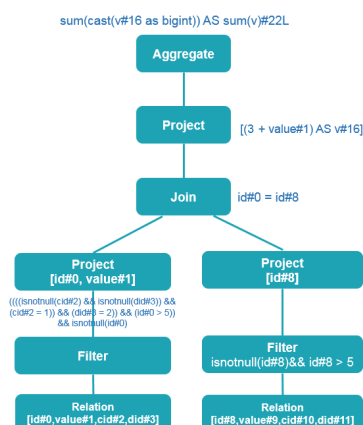 sum(cast(v#16 as bigint)) AS sum(v)#22L
Aggregate
Project
[(3 + value#1) AS v#16]
Join
id#0 = id#8
Project
[id#0, value#1]
Project
[id#8]
((((isnotnull(cid#2) && isnotnull(did#3)) &&
(cid#2 = 1)) && (did#3 = 2)) && (id#0 > 5))
&& isnotnull(id#0)
Filter
Filter
isnotnull(id#8)&& id#8 > 5
Relation
[id#0,value#1,cid#2,did#3]
Relation
[id#8,value#9,cid#10,did#11]